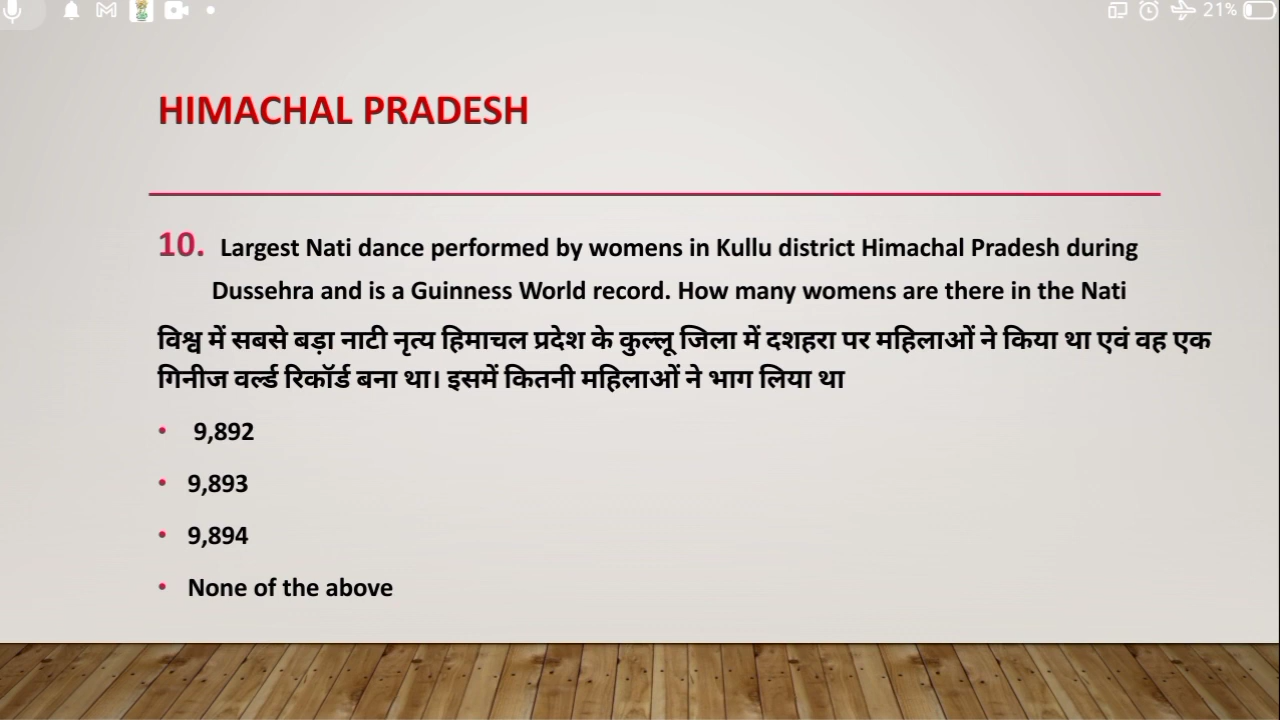 21%
HIMACHAL PRADESH
10. Largest Nati dance performed by womens in Kullu district Himachal Pradesh during
Dussehra and is a Guinness World record. How many womens are there in the Nati
विश्व में सबसे बड़ा नाटी नृत्य हिमाचल प्रदेश के कुल्लू जिला में दशहरा पर महिलाओं ने किया था एवं वह एक
गिनीज वर्ल्ड रिकॉर्ड बना था। इसमें कितनी महिलाओं ने भाग लिया था
• 9,892
• 9,893
• 9,894
• None of the above